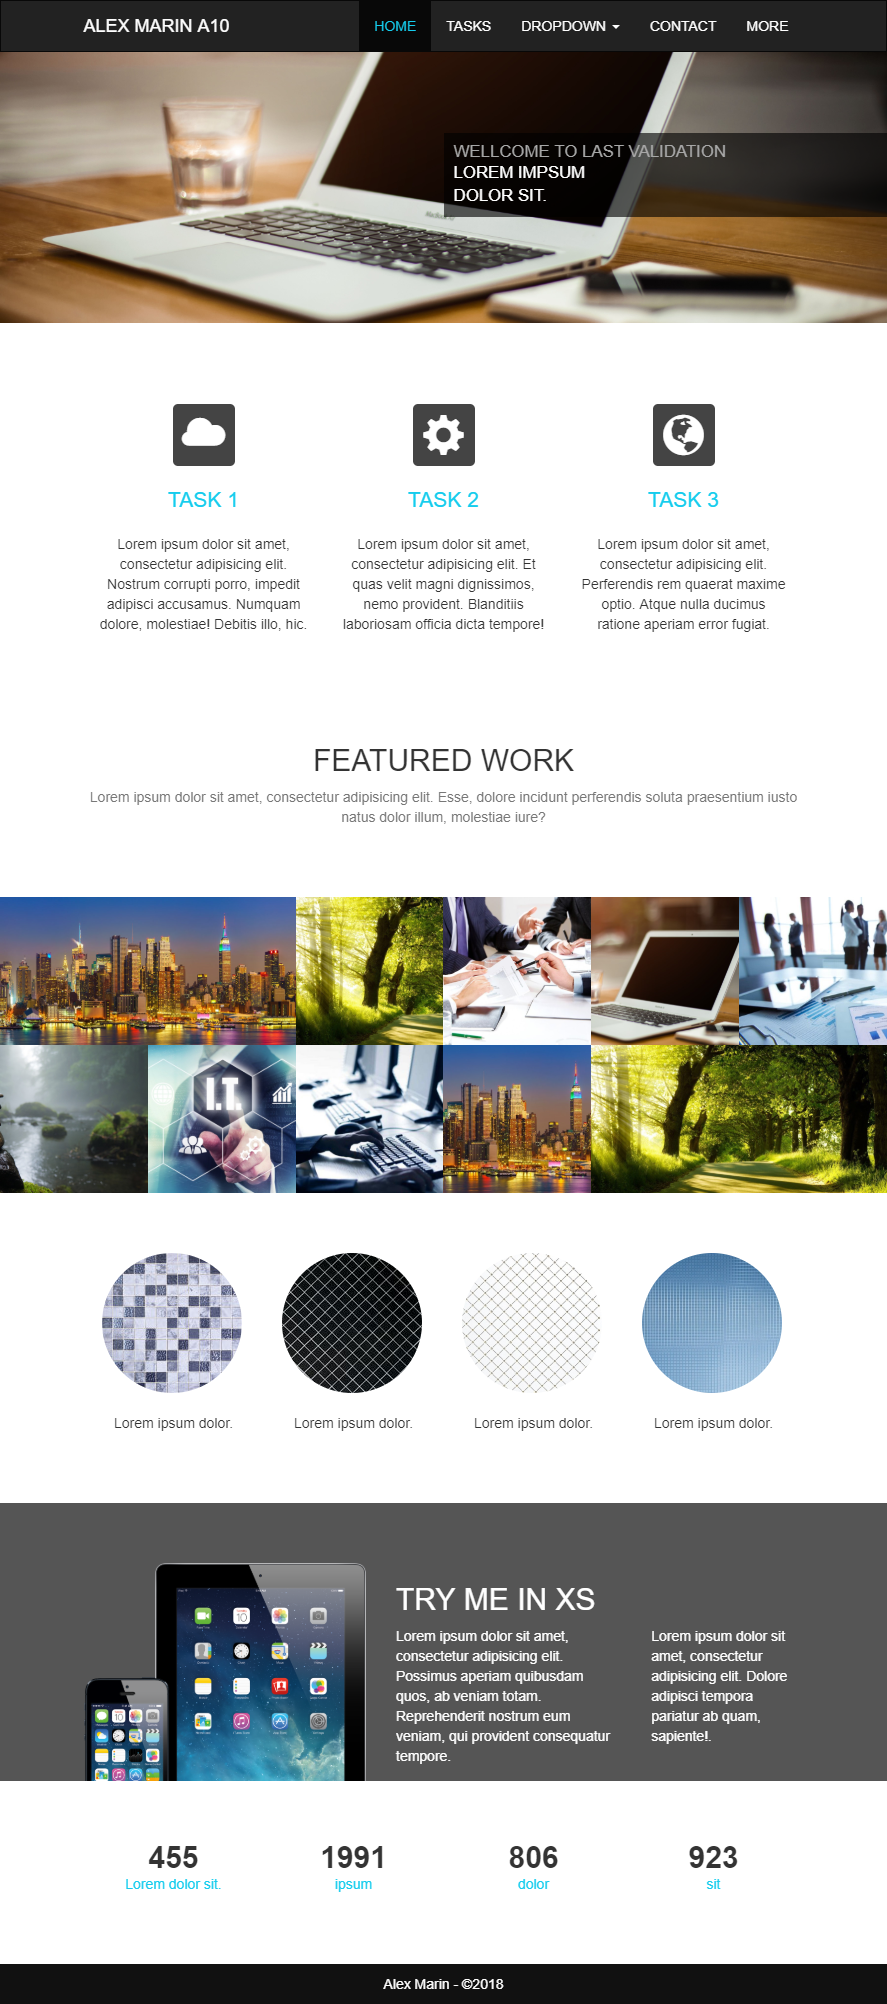 ALEX MARIN A10
HOME TASKS DROPDOWN CONTACT MORE
WELLCOME TO LAST VALIDATION
LOREM IMPSUM
DOLOR SIT.
TASK 1
Lorem ipsum dolor sit amet,
consectetur adipisicing elit.
Nostrum corrupti porro, impedit
adipisci accusamus. Numquam
dolore, molestiae! Debitis illo, hic.
TASK 2
Lorem ipsum dolor sit amet,
consectetur adipisicing elit. Et
quas velit magni dignissimos,
nemo provident. Blanditiis
laboriosam officia dicta tempore!
TASK 3
Lorem ipsum dolor sit amet,
consectetur adipisicing elit.
Perferendis rem quaerat maxime
optio. Atque nulla ducimus
ratione aperiam error fugiat.
FEATURED WORK
Lorem ipsum dolor sit amet, consectetur adipisicing elit. Esse, dolore incidunt perferendis soluta praesentium iusto
natus dolor illum, molestiae iure?
I.T.
Lorem ipsum dolor.
Lorem ipsum dolor.
Lorem ipsum dolor.
Lorem ipsum dolor.
TRY ME IN XS
Lorem ipsum dolor sit amet,
consectetur adipisicing elit.
Possimus aperiam quibusdam
quos, ab veniam totam.
Reprehenderit nostrum eum
veniam, qui provident consequatur
tempore.
Lorem ipsum dolor sit
amet, consectetur
adipisicing elit. Dolore
adipisci tempora
pariatur ab quam,
sapiente!.
455
Lorem dolor sit.
1991
ipsum
806
dolor
923
sit
Alex Marin - ©2018